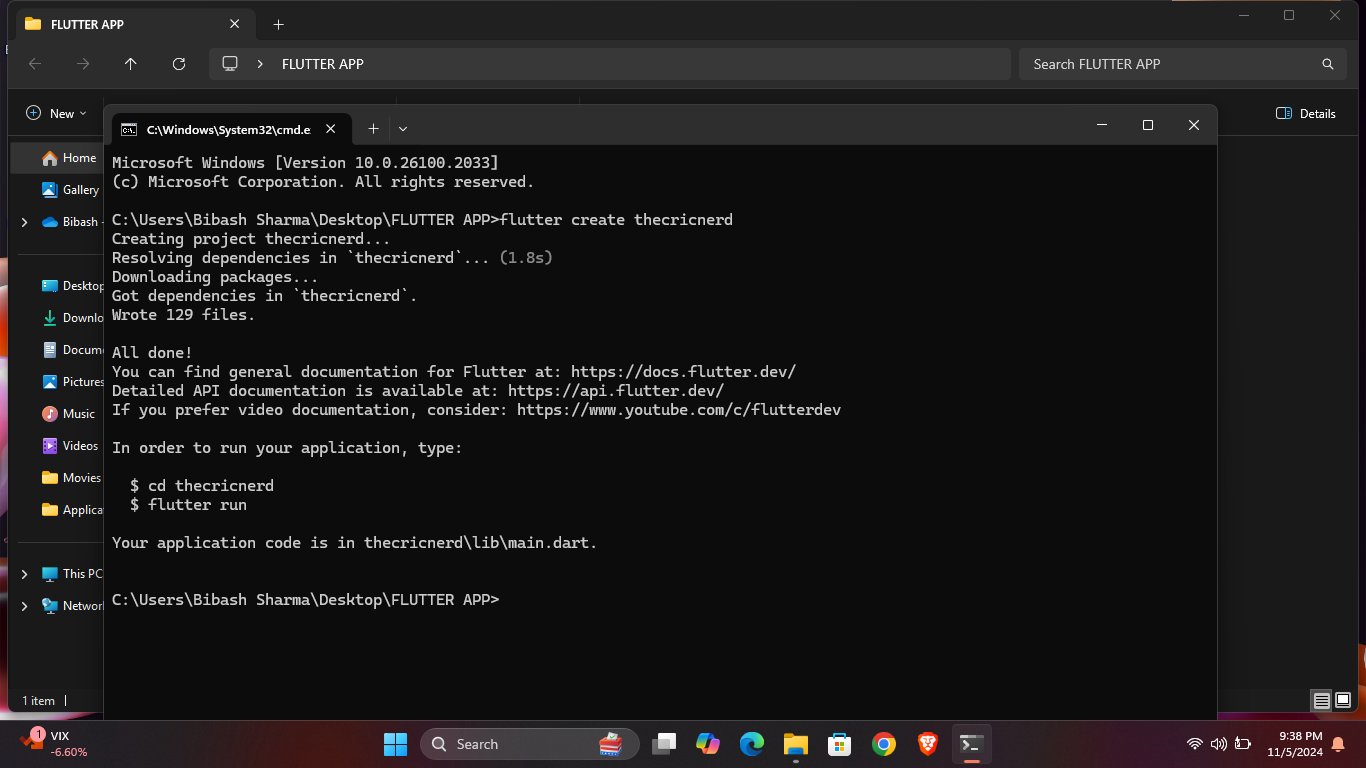 FLUTTER APP
FLUTTER APP
Search FLUTTER APP
New
Details
Home
Gallery
Bibash -
Desktop
Downlo
Docume
Pictures
Music
Videos
Movies
Applica
This PC
Networ
1 item
C:\Windows\System32\cmd.e
Microsoft Windows [Version 10.0.26100.2033]
(c) Microsoft Corporation. All rights reserved.
C:\Users\Bibash Sharma\Desktop\FLUTTER APP>flutter create thecricnerd
Creating project thecricnerd...
Resolving dependencies in `thecricnerd`... (1.8s)
Downloading packages...
Got dependencies in `thecricnerd`.
Wrote 129 files.
All done!
You can find general documentation for Flutter at: https://docs.flutter.dev/
Detailed API documentation is available at: https://api.flutter.dev/
If you prefer video documentation, consider: https://www.youtube.com/c/flutterdev
In order to run your application, type:
$ cd thecricnerd
$ flutter run
Your application code is in thecricnerd\lib\main.dart.
C:\Users\Bibash Sharma\Desktop\FLUTTER APP>
1
VIX
-6.60%
Search
9:38 PM
11/5/2024